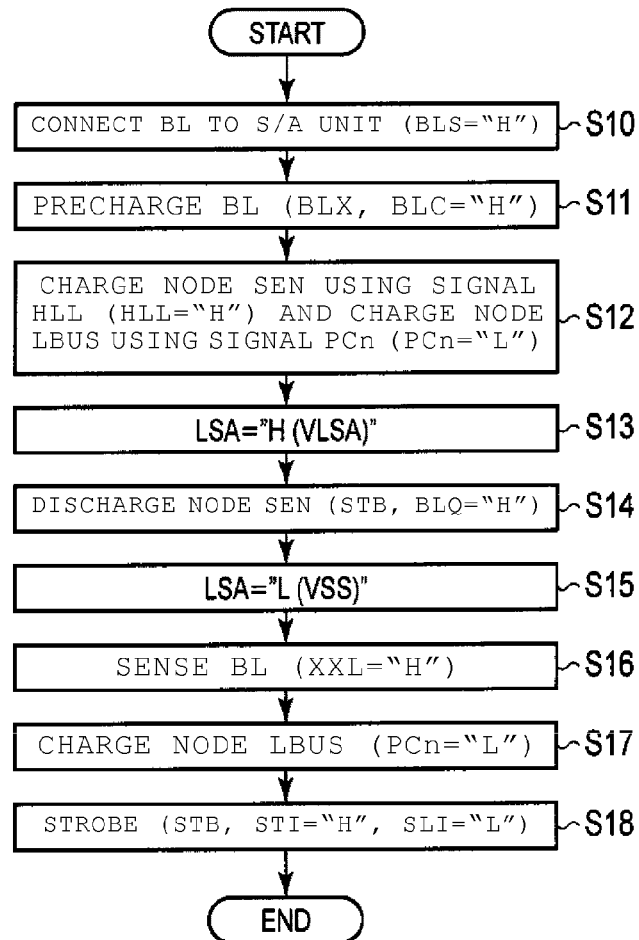 START
CONNECT BL TO S/A UNIT (BLS="H")
S10
PRECHARGE BL (BLX, BLC="H")
S11
CHARGE NODE SEN USING SIGNAL
HLL (HLL="H") AND CHARGE NODE
LBUS USING SIGNAL PCn (PCn="L")
S12
LSA="H (VLSA)"
S13
DISCHARGE NODE SEN (STB, BLQ="H")
S14
LSA="L (VSS)"
S15
SENSE BL (XXL="H")
S16
CHARGE NODE LBUS (PCn="L")
S17
STROBE (STB, STI="H", SLI="L")
S18
END